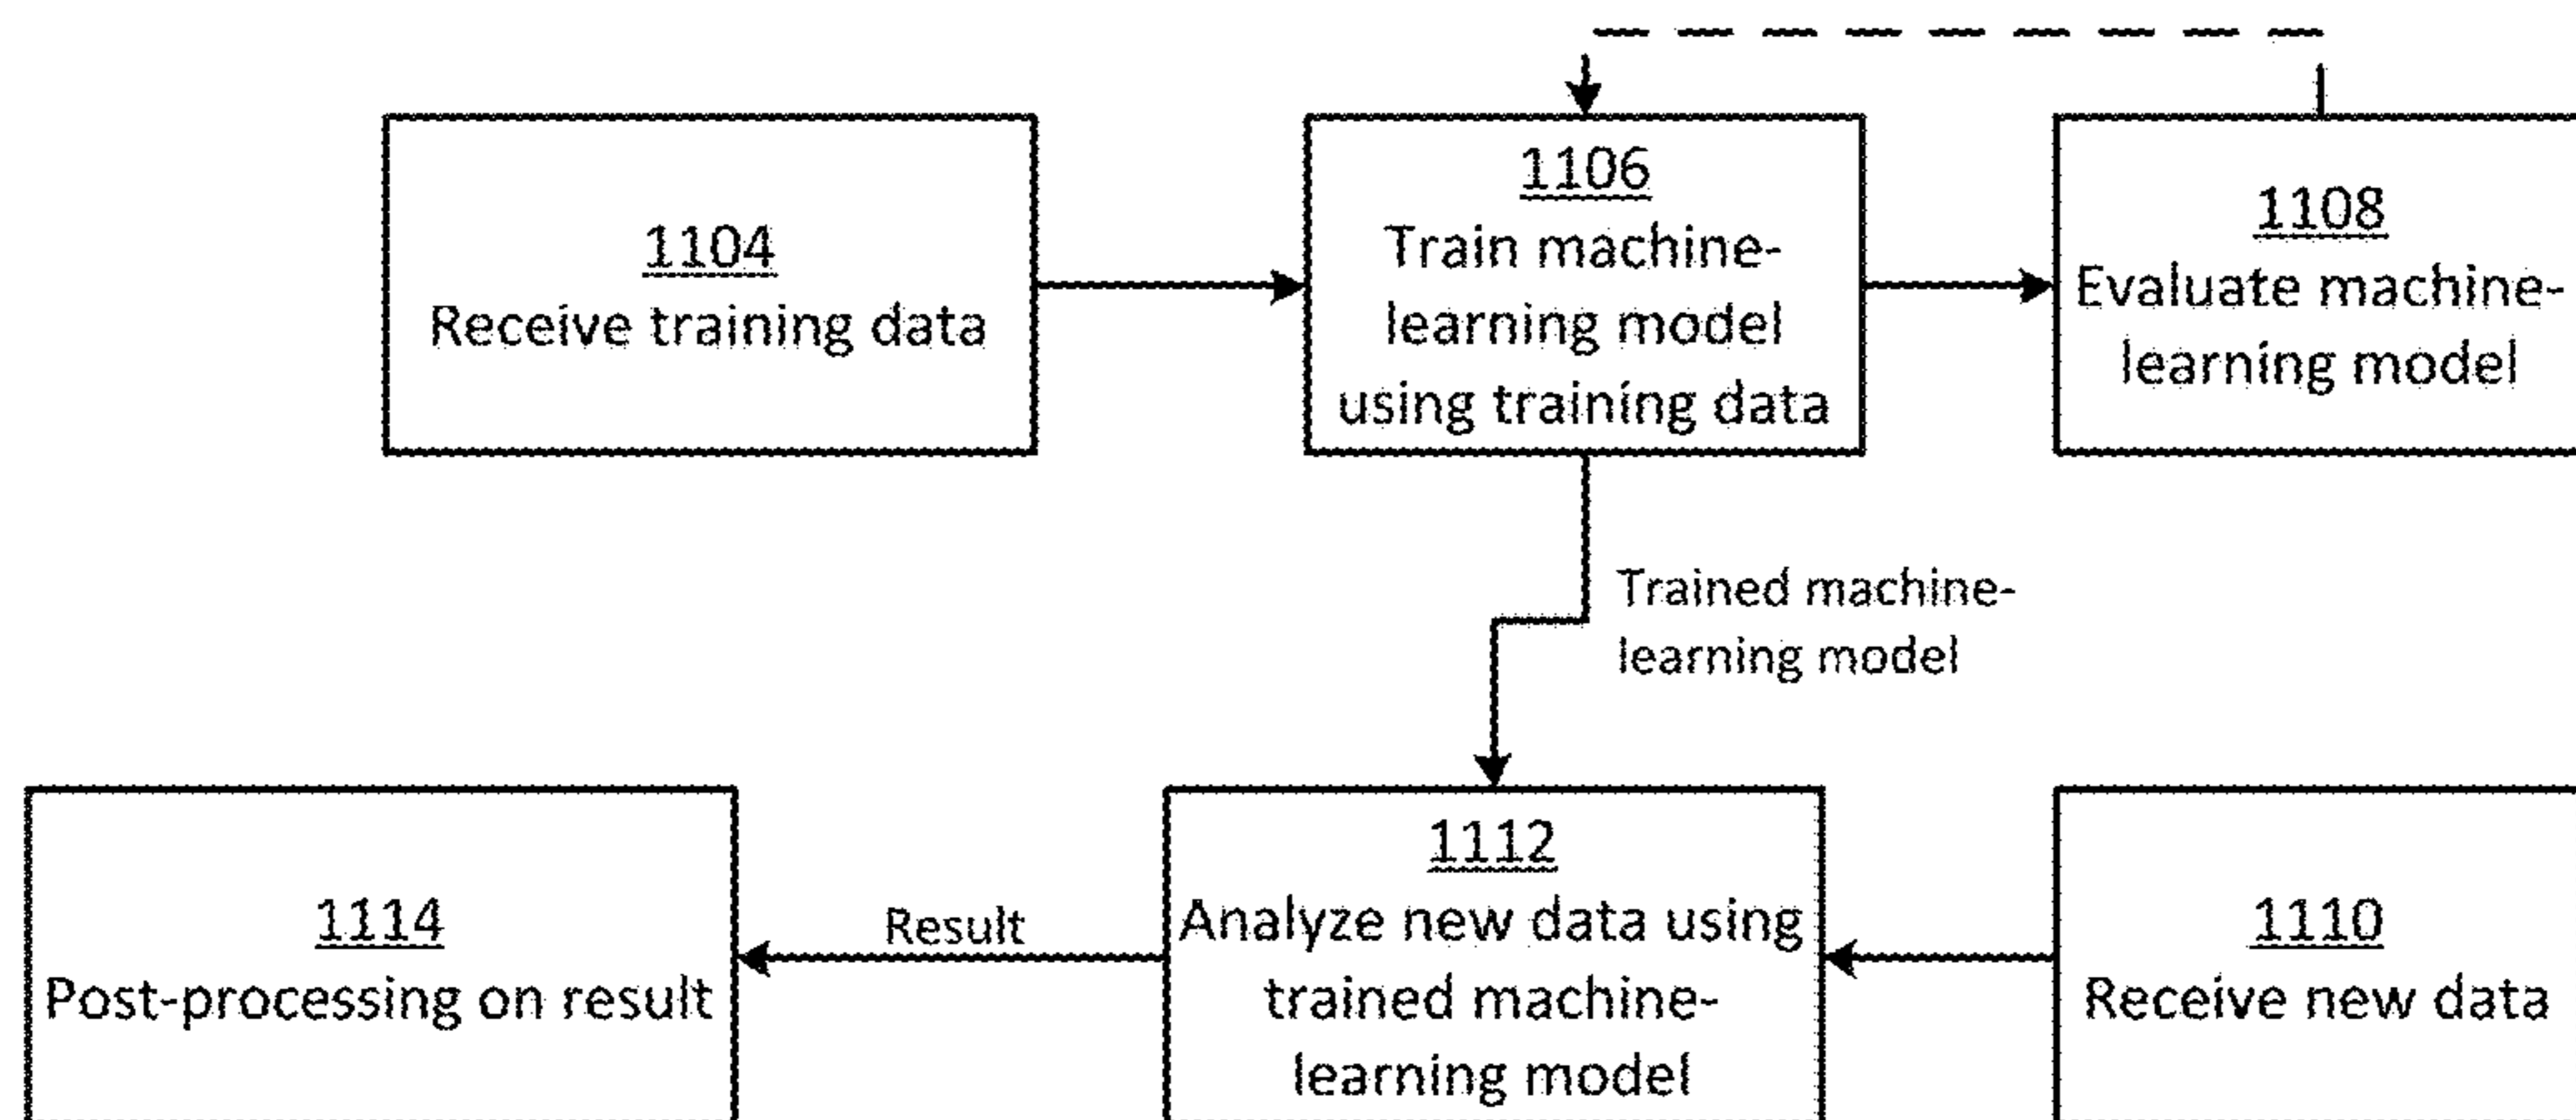 1104
Receive training data
1106
Train machine-
learning model
using training data
1108
Evaluate machine-
learning model
Trained machine-
learning model
1114
Post-processing on result
Result
1112
Analyze new data using
trained machine-
learning model
1110
Receive new data